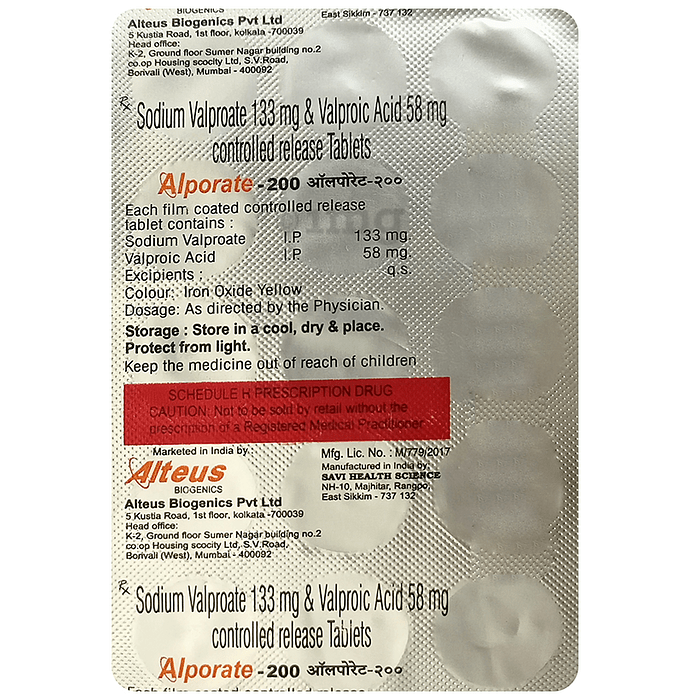 BIOGENICS
East Sikkim - 737 132
Alteus Biogenics Pvt Ltd
5 Kustia Road, 1st floor, kolkata -700039
Head office:
K-2, Ground floor Sumer Nagar building no.2
co.op Housing scocity Ltd, S.V.Road,
Borivali (West), Mumbai - 400092
Rx Sodium Valproate 133 mg & Valproic Acid 58 mg
controlled release Tablets
Alporate -200 ऑलपोरेट-२००
Each film coated controlled release
tablet contains :
Sodium Valproate I.P. 133 mg.
Valproic Acid I.P 58 mg.
Excipients : q.s.
Colour: Iron Oxide Yellow
Dosage: As directed by the Physician.
Storage : Store in a cool, dry & place.
Protect from light.
Keep the medicine out of reach of children
SCHEDULE H PRESCRIPTION DRUG
CAUTION: Not to be sold by retail without the
prescription of a Registered Medical Practitioner
Marketed in India by:
Alteus
BIOGENICS
Alteus Biogenics Pvt Ltd
5 Kustia Road, 1st floor, kolkata -700039
Head office:
K-2, Ground floor Sumer Nagar building no.2
co.op Housing scocity Ltd, S.V.Road,
Borivali (West), Mumbai - 400092
Mfg. Lic. No. : M/779/2017
Manufactured in India by:
SAVI HEALTH SCIENCE
NH-10, Majhitar, Rangpo,
East Sikkim - 737 132
Rx Sodium Valproate 133 mg & Valproic Acid 58 mg
controlled release Tablets
Alporate -200 ऑलपोरेट-२००
Each film coated controlled release